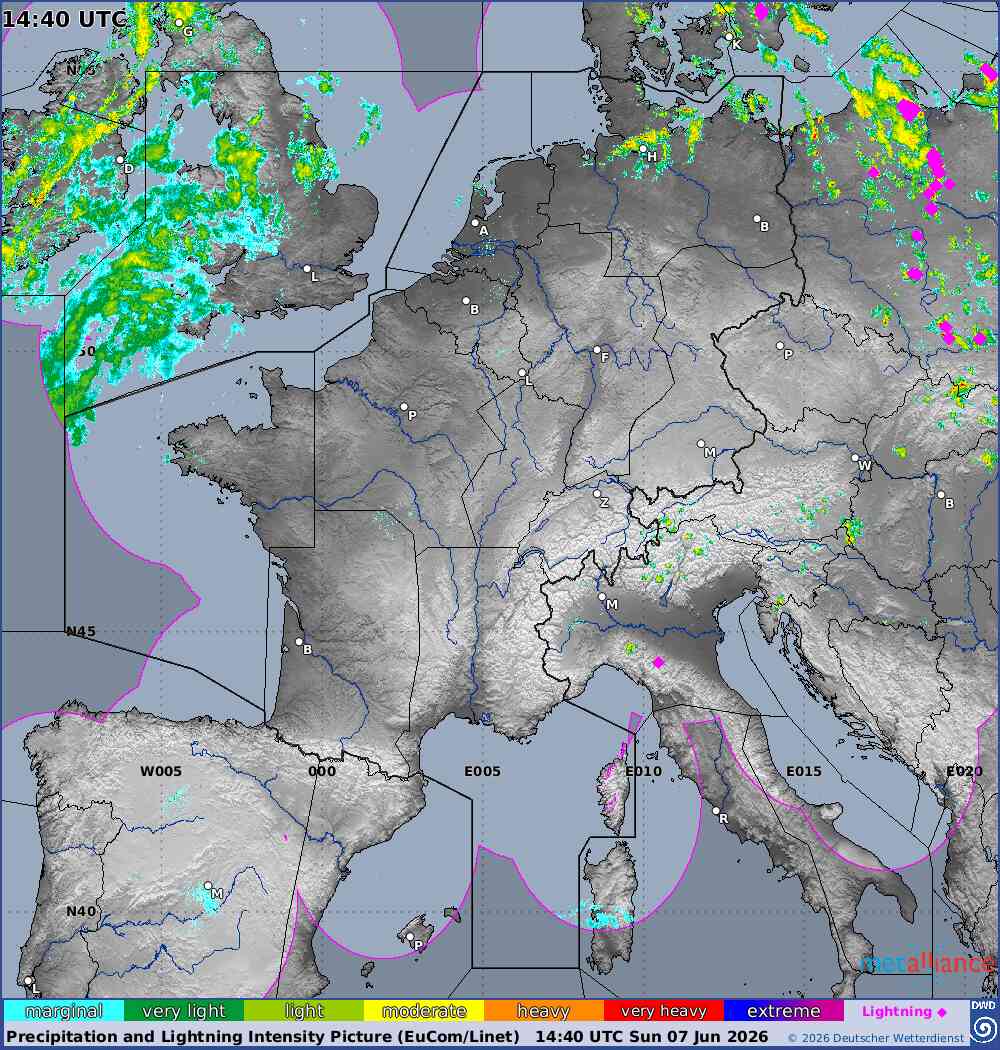 14:40 UTC
G
K
N55
H
D
A
B
L
B
50
F
P
L
P
M
W
Z
B
M
N45
B
W005
000
E005
E010
E015
E020
R
M
N40
P
L
metalliance
marginal
very light
light
moderate
heavy
very heavy
extreme
Lightning
DWD
Precipitation and Lightning Intensity Picture (EuCom/Linet) 14:40 UTC Sun 07 Jun 2026
© 2026 Deutscher Wetterdienst